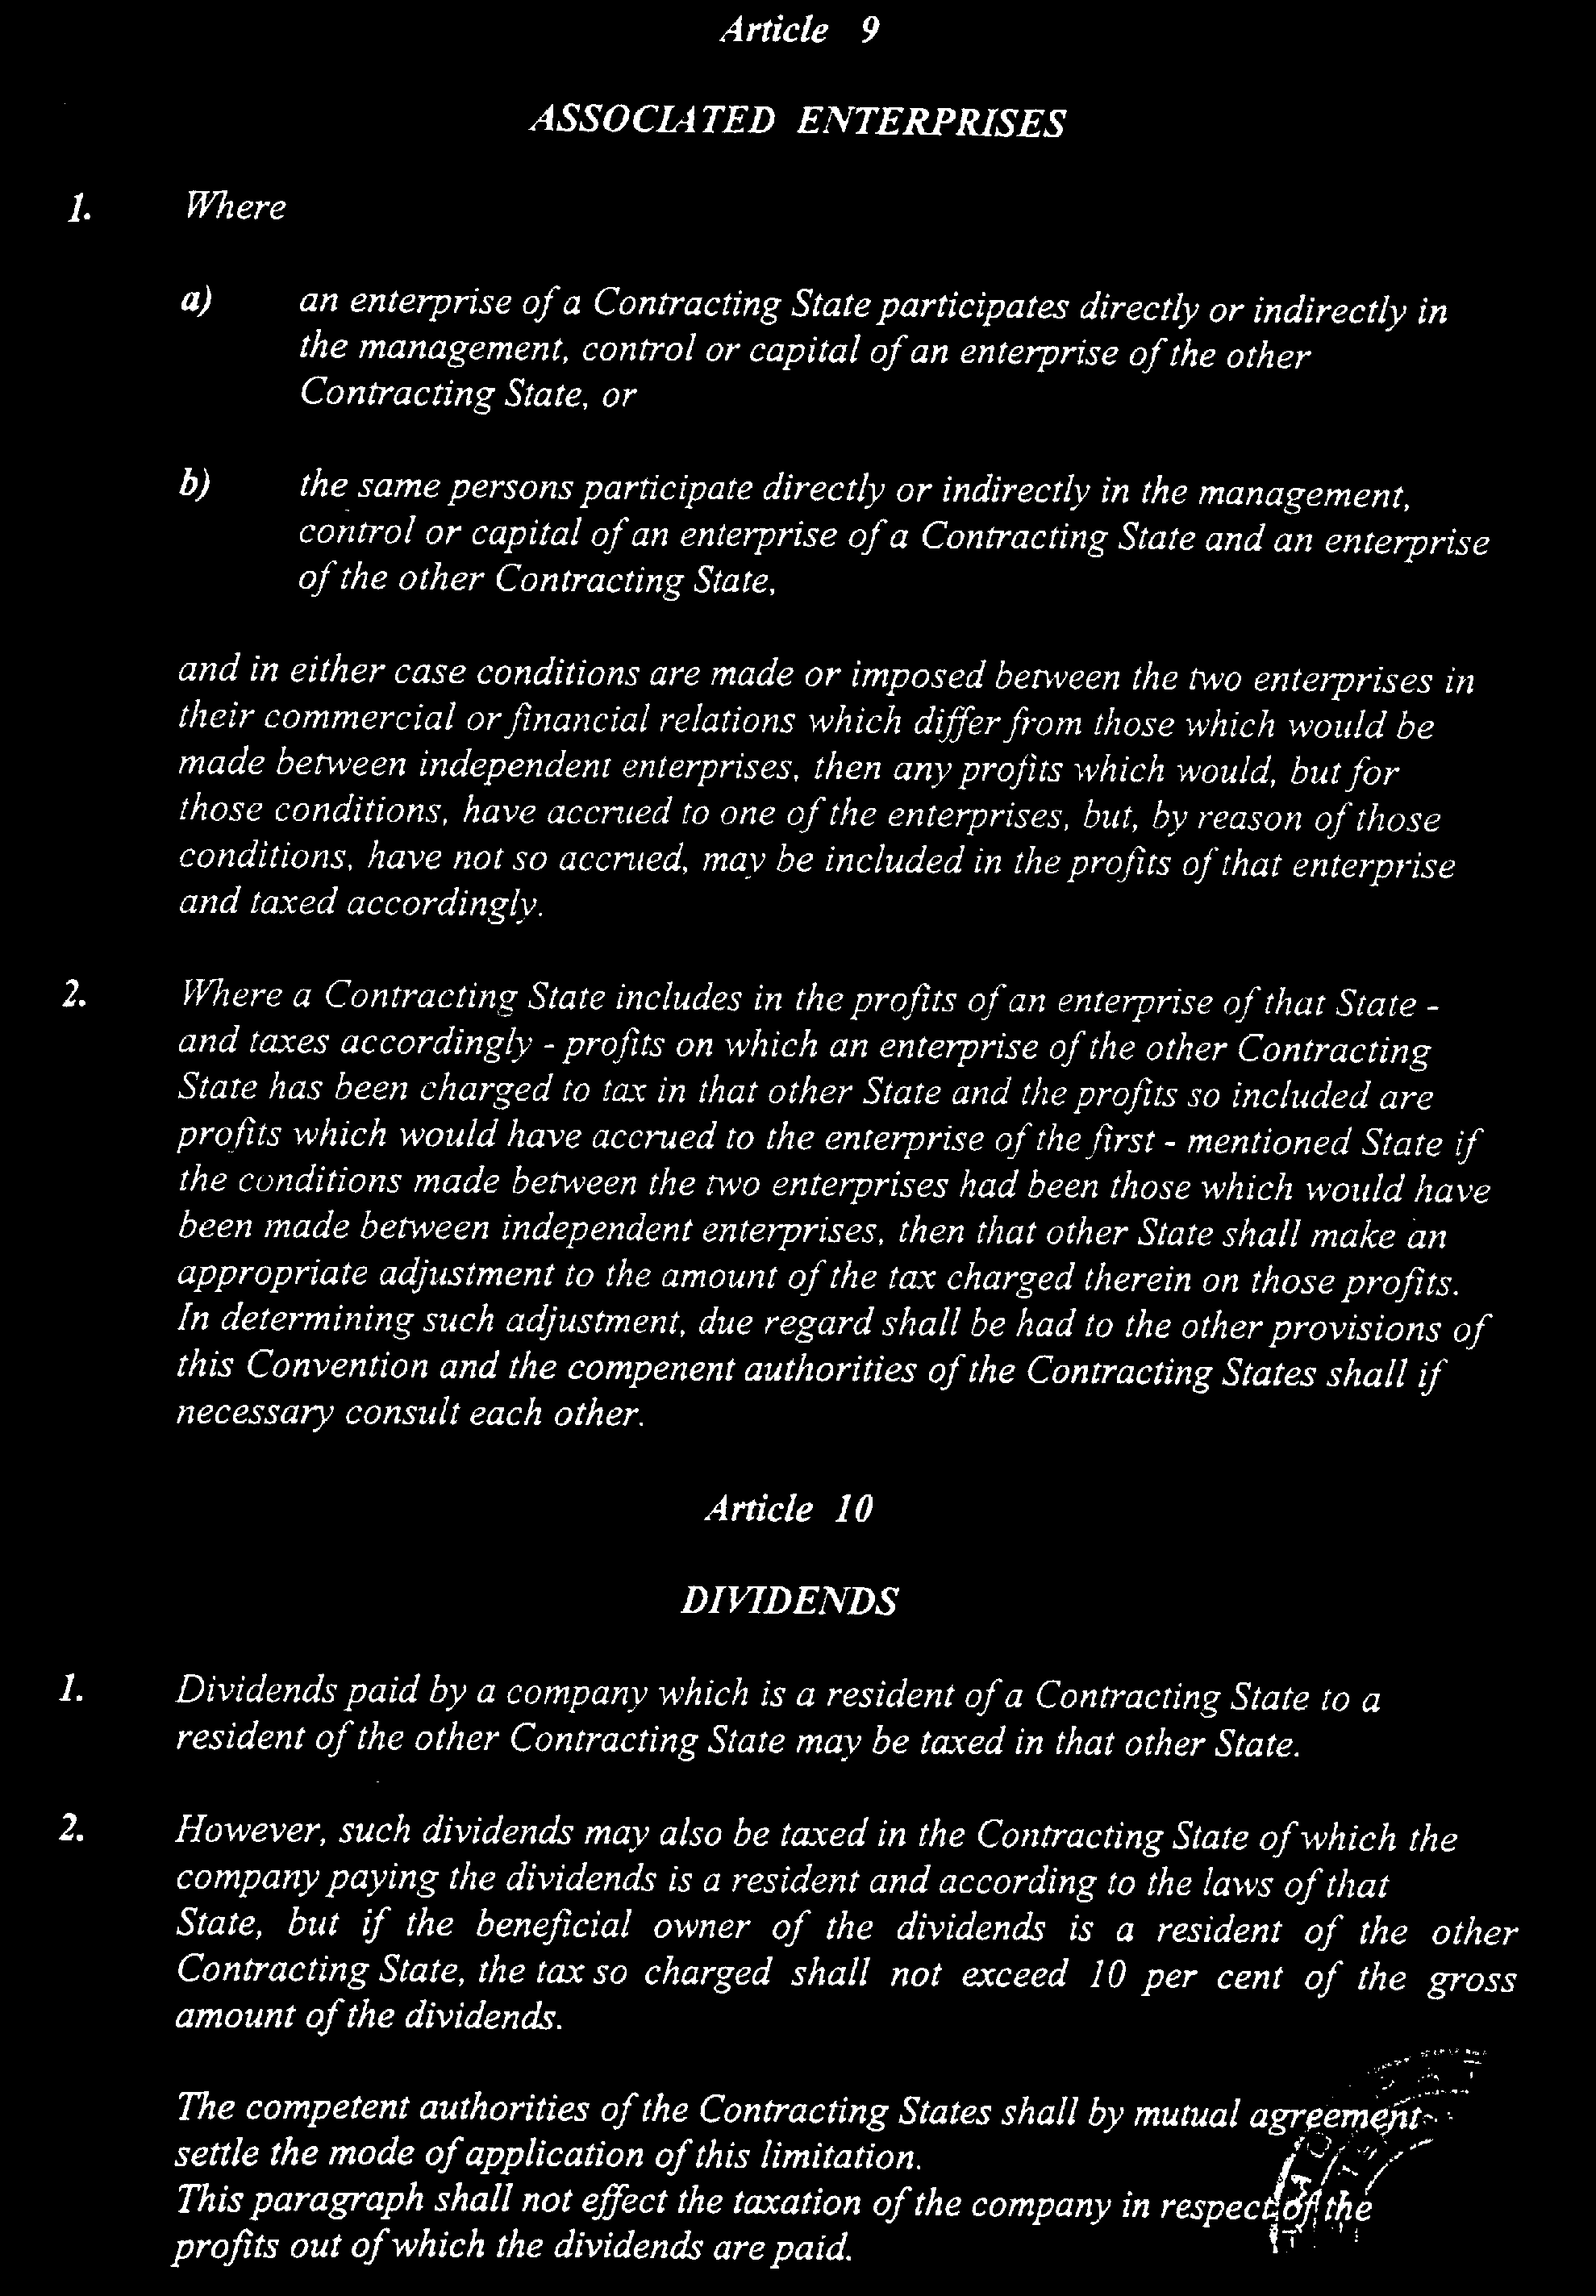 Article 9
ASSOCIATED ENTERPRISES
1. Where
a) an enterprise of a Contracting State participates directly or indirectly in
the management, control or capital of an enterprise of the other
Contracting State, or
b) the same persons participate directly or indirectly in the management,
control or capital of an enterprise of a Contracting State and an enterprise
of the other Contracting State,
and in either case conditions are made or imposed between the two enterprises in
their commercial or financial relations which differ from those which would be
made between independent enterprises, then any profits which would, but for
those conditions, have accrued to one of the enterprises, but, by reason of those
conditions, have not so accrued, may be included in the profits of that enterprise
and taxed accordingly.
2. Where a Contracting State includes in the profits of an enterprise of that State -
and taxes accordingly - profits on which an enterprise of the other Contracting
State has been charged to tax in that other State and the profits so included are
profits which would have accrued to the enterprise of the first - mentioned State if
the conditions made between the two enterprises had been those which would have
been made between independent enterprises, then that other State shall make an
appropriate adjustment to the amount of the tax charged therein on those profits.
In determining such adjustment, due regard shall be had to the other provisions of
this Convention and the compenent authorities of the Contracting States shall if
necessary consult each other.
Article 10
DIVIDENDS
1. Dividends paid by a company which is a resident of a Contracting State to a
resident of the other Contracting State may be taxed in that other State.
2. However, such dividends may also be taxed in the Contracting State of which the
company paying the dividends is a resident and according to the laws of that
State, but if the beneficial owner of the dividends is a resident of the other
Contracting State, the tax so charged shall not exceed 10 per cent of the gross
amount of the dividends.
The competent authorities of the Contracting States shall by mutual agreement
settle the mode of application of this limitation.
This paragraph shall not effect the taxation of the company in respect of the
profits out of which the dividends are paid.